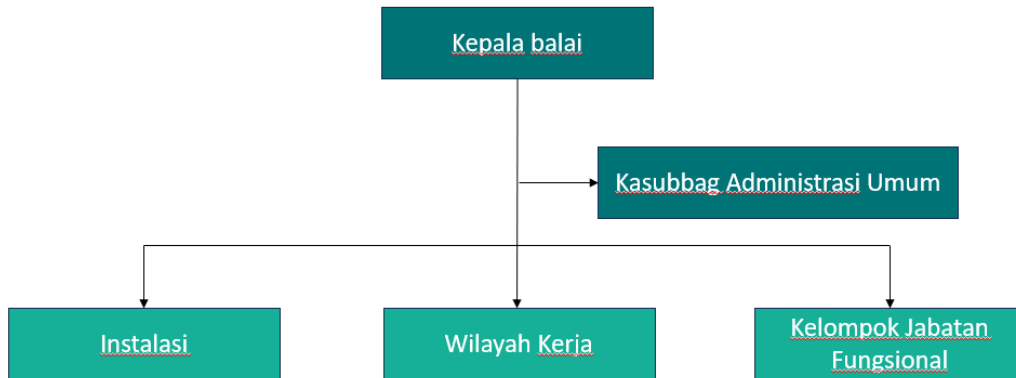 Kepala balai
Kasubbag Administrasi Umum
Instalasi
Wilayah Kerja
Kelompok Jabatan
Fungsional